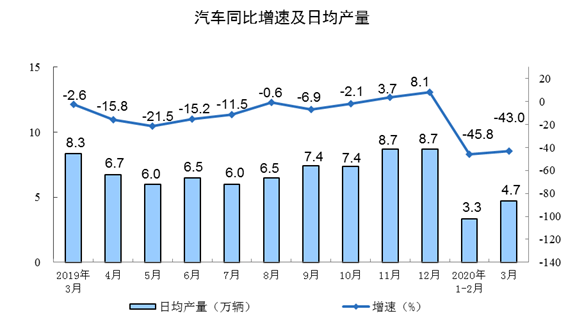 汽车同比增速及日均产量
15
10
5
0
20
0
-20
-40
-60
-80
-100
-120
-140
-2.6
-15.8
-21.5
-15.2
-11.5
-0.6
-6.9
-2.1
3.7
8.1
-45.8
-43.0
8.3
6.7
6.0
6.5
6.0
6.5
7.4
7.4
8.7
8.7
3.3
4.7
2019年
3月
4月
5月
6月
7月
8月
9月
10月
11月
12月
2020年
1-2月
3月
日均产量（万辆）
增速（%）